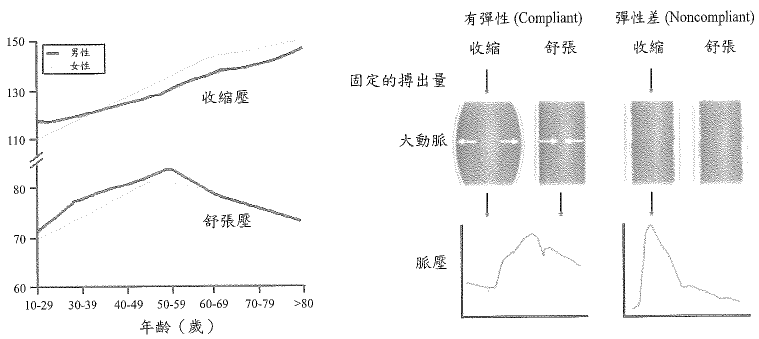 150
130
110
80
70
60
男性
女性
收縮壓
舒張壓
10-29 30-39 40-49 50-59 60-69 70-79 >80
年齡（歲）
有彈性 (Compliant)
收縮 舒張
彈性差 (Noncompliant)
收縮 舒張
固定的搏出量
大動脈
脈壓